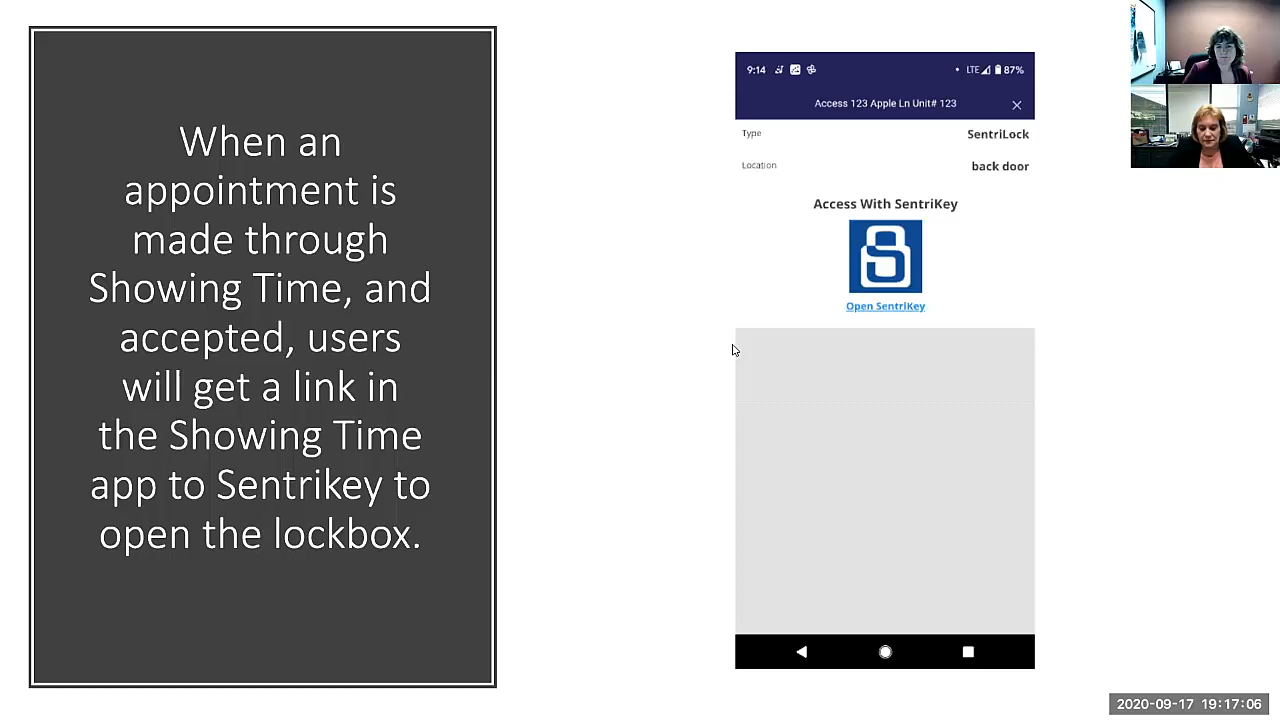 When an
appointment is
made through
Showing Time, and
accepted, users
will get a link in
the Showing Time
app to Sentrikey to
open the lockbox.
9:14 LTE 87%
Access 123 Apple Ln Unit# 123
Type SentriLock
Location back door
Access With SentriKey
Open SentriKey
2020-09-17 19:17:06